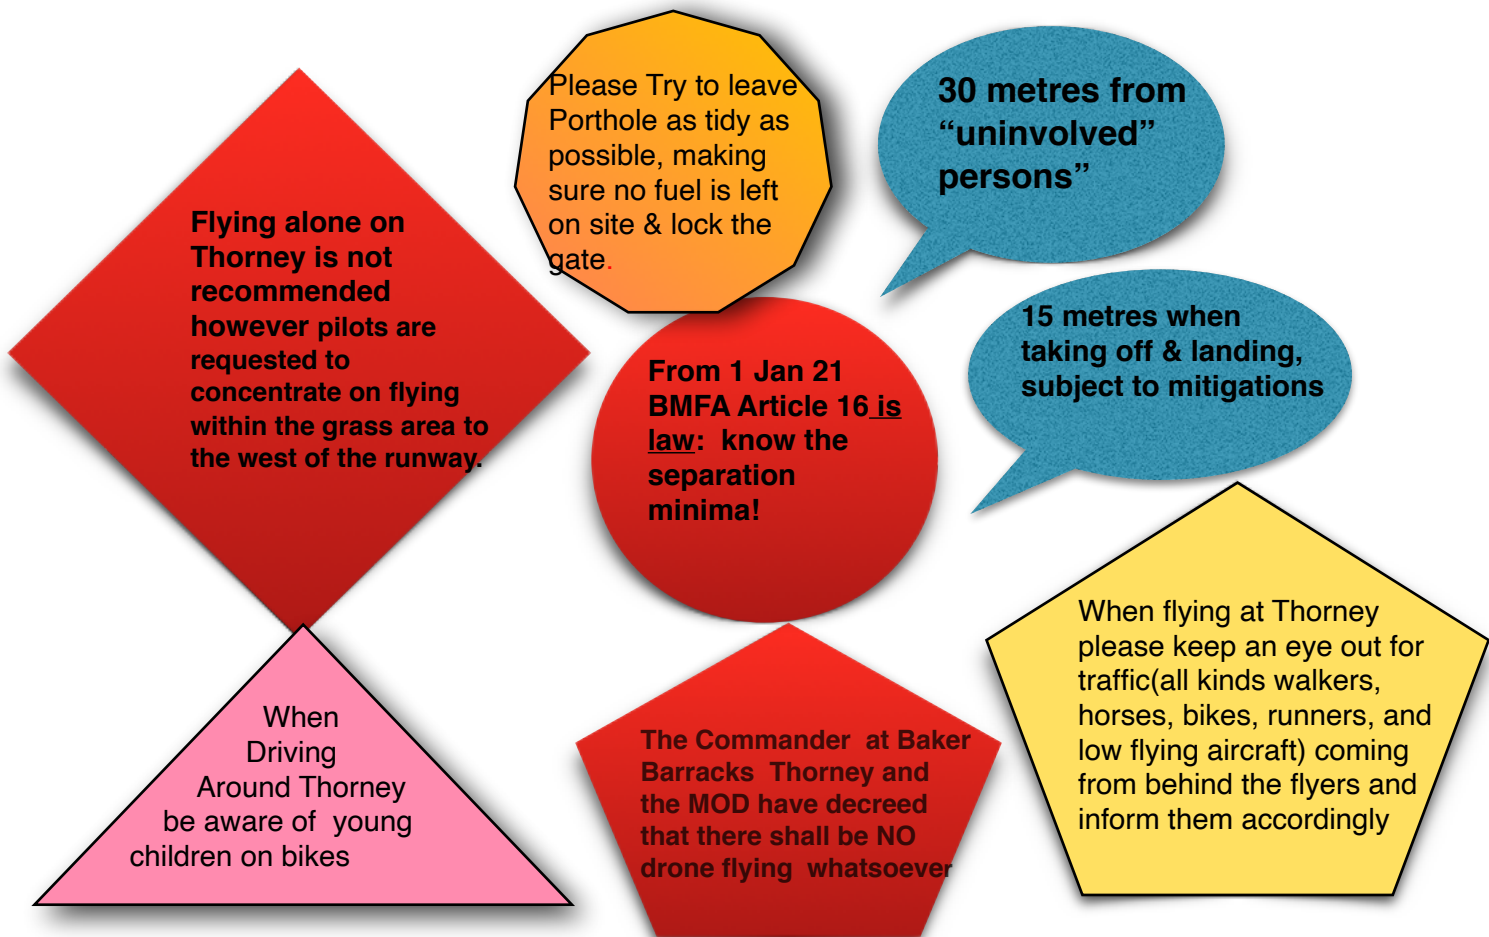 Please Try to leave
Porthole as tidy as
possible, making
sure no fuel is left
on site & lock the
gate.
30 metres from
“uninvolved”
persons”
Flying alone on
Thorney is not
recommended
however pilots are
requested to
concentrate on flying
within the grass area to
the west of the runway.
15 metres when
taking off & landing,
subject to mitigations
From 1 Jan 21
BMFA Article 16 is
law: know the
separation
minima!
When flying at Thorney
please keep an eye out for
traffic(all kinds walkers,
horses, bikes, runners, and
low flying aircraft) coming
from behind the flyers and
inform them accordingly
When
Driving
Around Thorney
be aware of young
children on bikes
The Commander at Baker
Barracks Thorney and
the MOD have decreed
that there shall be NO
drone flying whatsoever